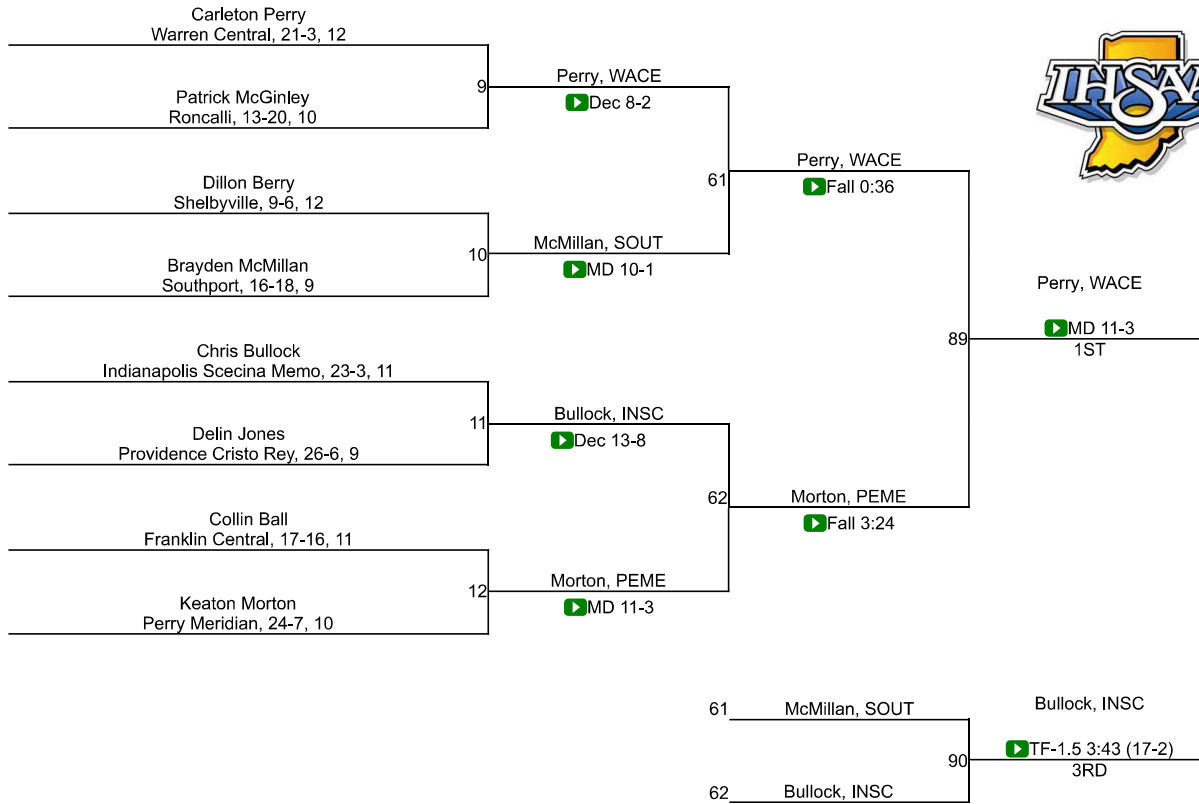 Carleton Perry
Warren Central, 21-3, 12
9
Perry, WACE
Dec 8-2
Patrick McGinley
Roncalli, 13-20, 10
61
Perry, WACE
Fall 0:36
Dillon Berry
Shelbyville, 9-6, 12
10
McMillan, SOUT
MD 10-1
Brayden McMillan
Southport, 16-18, 9
89
Perry, WACE
MD 11-3
1ST
Chris Bullock
Indianapolis Scecina Memo, 23-3, 11
11
Bullock, INSC
Dec 13-8
Delin Jones
Providence Cristo Rey, 26-6, 9
62
Morton, PEME
Fall 3:24
Collin Ball
Franklin Central, 17-16, 11
12
Morton, PEME
MD 11-3
Keaton Morton
Perry Meridian, 24-7, 10
61
McMillan, SOUT
90
Bullock, INSC
TF-1.5 3:43 (17-2)
3RD
62
Bullock, INSC
IHSAA